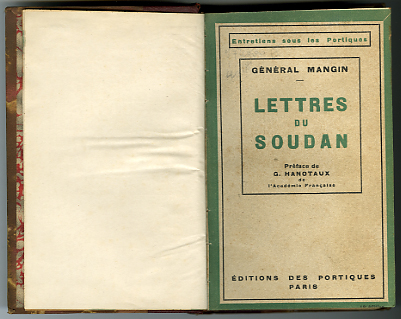 Entretiens sous les Portiques
GÉNÉRAL MANGIN
LETTRES
DU
SOUDAN
Préface de
G. HANOTAUX
de
l'Académie Française
ÉDITIONS DES PORTIQUES
PARIS